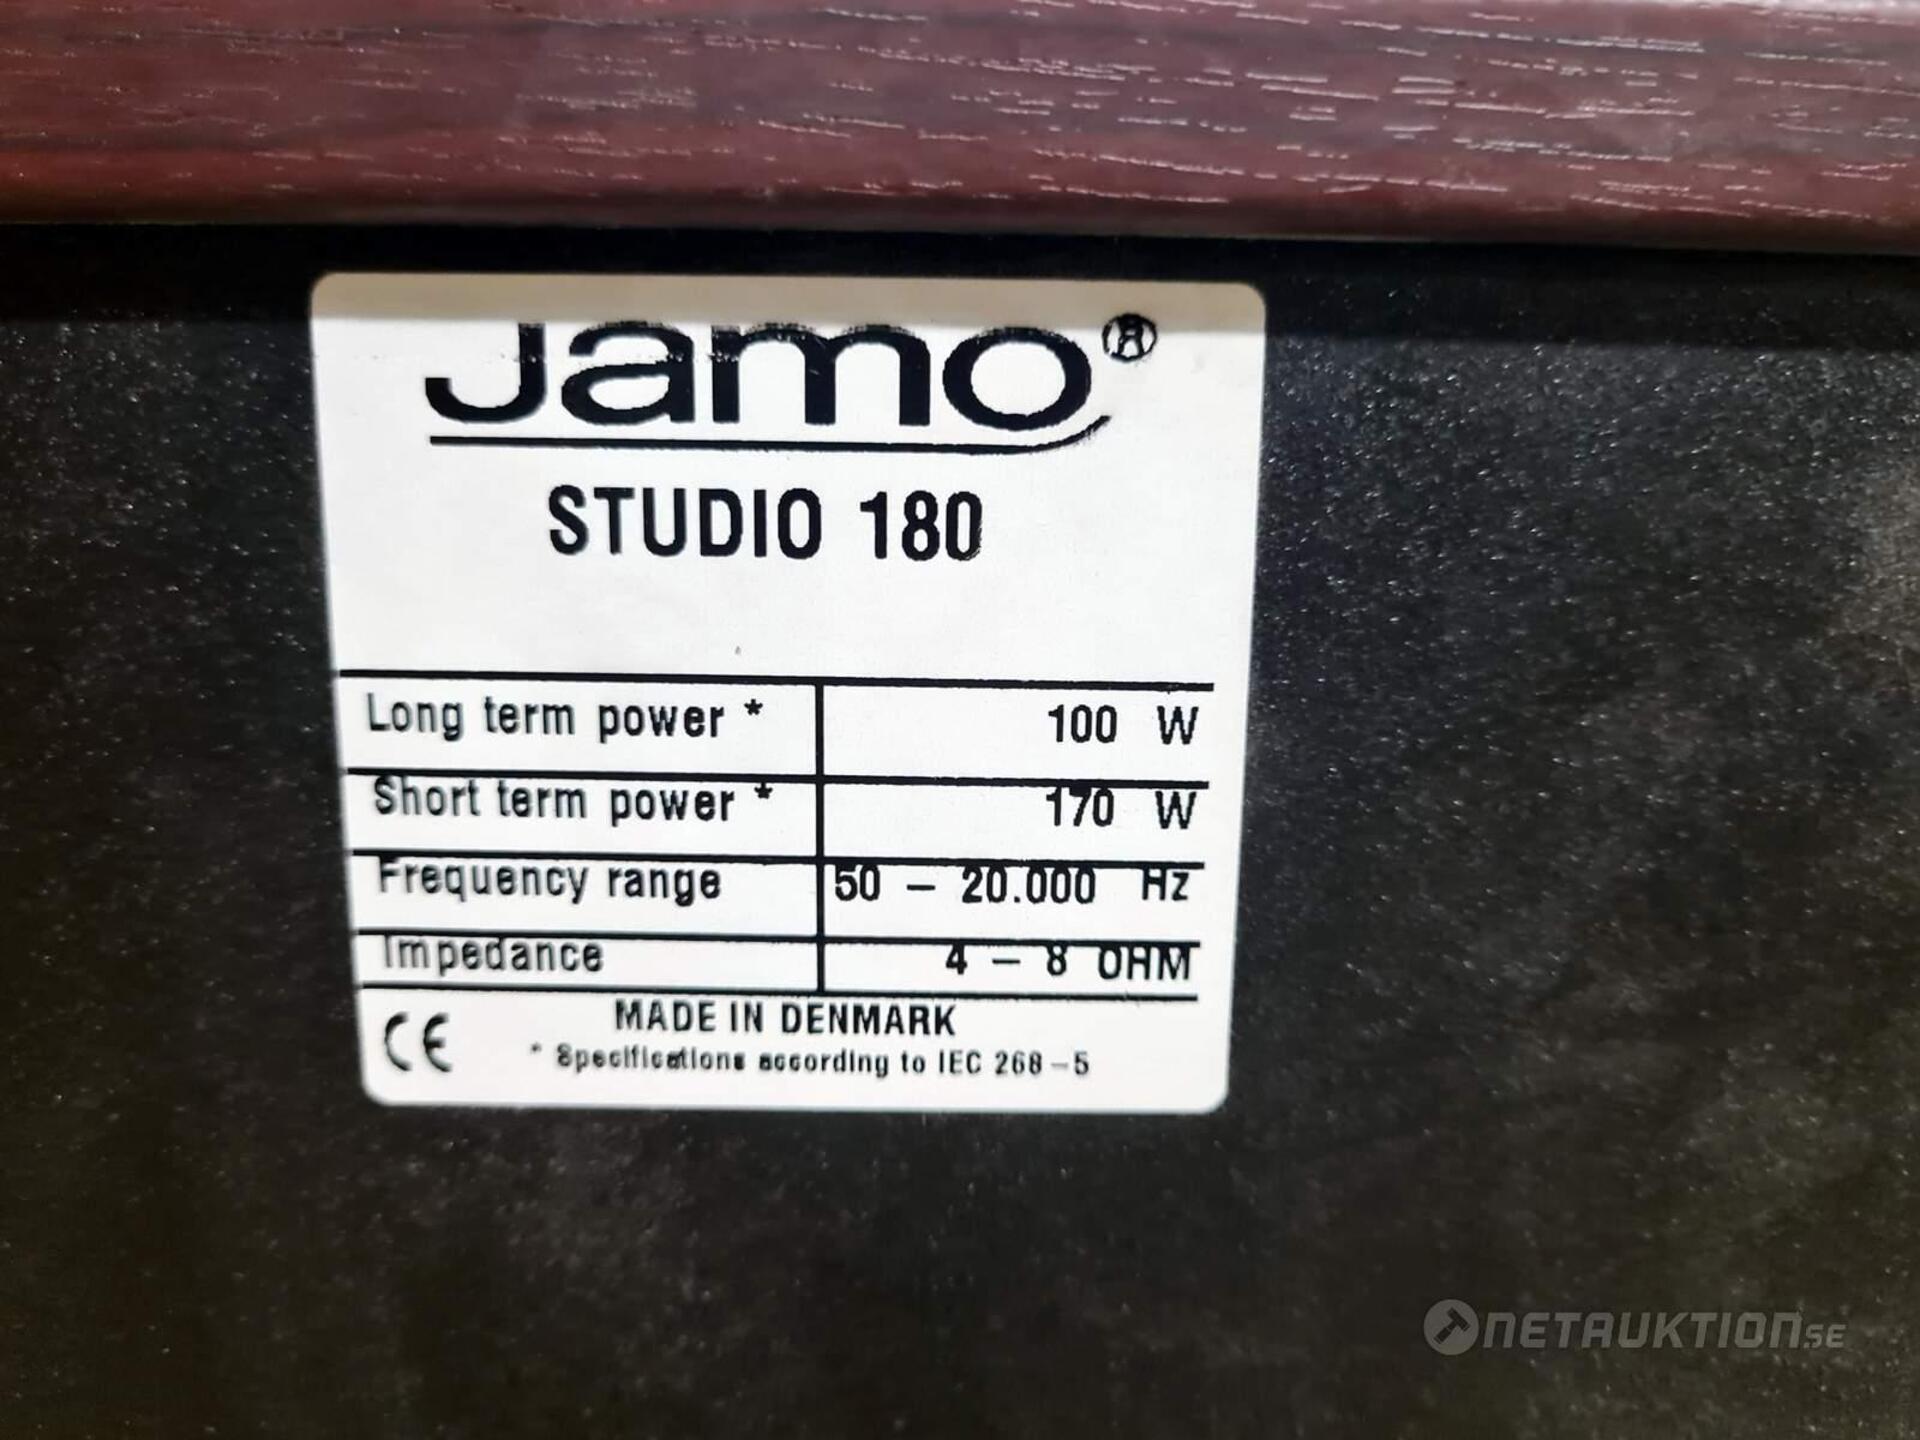 Jamo®
STUDIO 180
Long term power * 100 W
Short term power * 170 W
Frequency range 50 – 20.000 Hz
Impedance 4 – 8 OHM
MADE IN DENMARK
CE * Specifications according to IEC 268-5
NETAUKTION.SE